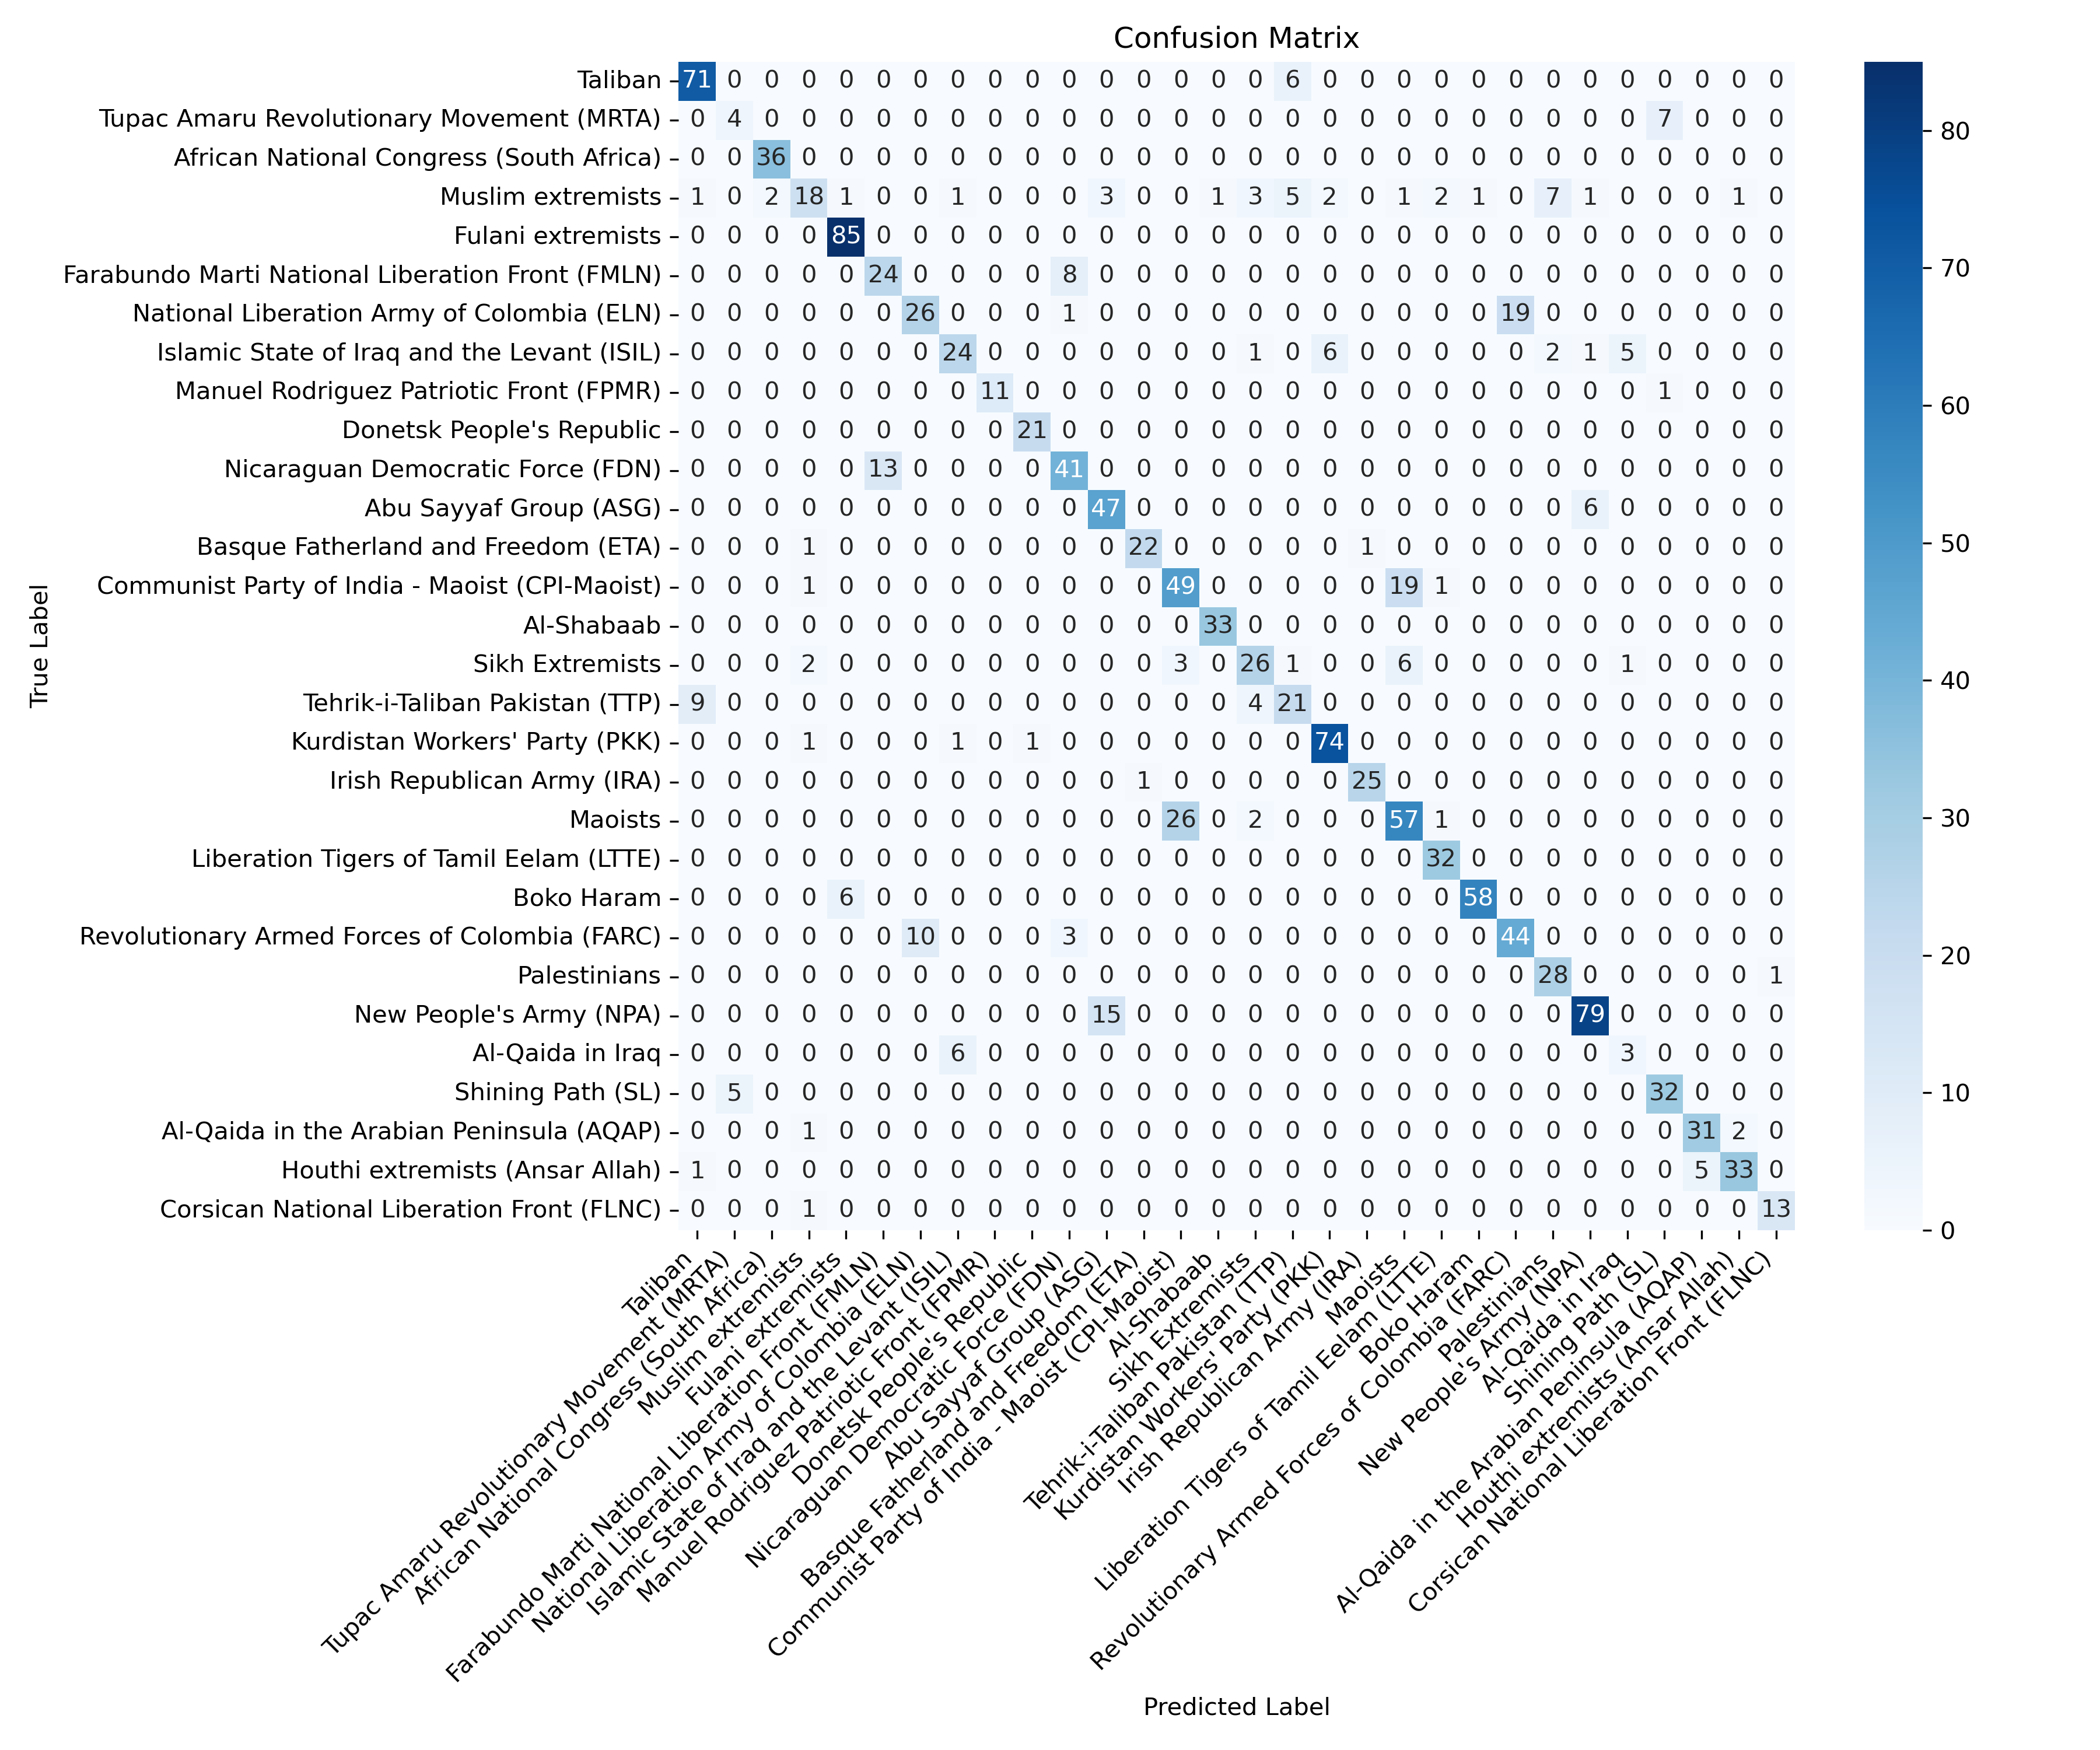 Confusion Matrix
Taliban 71 0 0 0 0 0 0 0 0 0 0 0 0 0 0 0 6 0 0 0 0 0 0 0 0 0 0 0 0 0
Tupac Amaru Revolutionary Movement (MRTA) 0 4 0 0 0 0 0 0 0 0 0 0 0 0 0 0 0 0 0 0 0 0 0 0 0 0 7 0 0 0
African National Congress (South Africa) 0 0 36 0 0 0 0 0 0 0 0 0 0 0 0 0 0 0 0 0 0 0 0 0 0 0 0 0 0 0
Muslim extremists 1 0 2 18 1 0 0 1 0 0 0 3 0 0 1 3 5 2 0 1 2 1 0 7 1 0 0 0 1 0
Fulani extremists 0 0 0 0 85 0 0 0 0 0 0 0 0 0 0 0 0 0 0 0 0 0 0 0 0 0 0 0 0 0
Farabundo Marti National Liberation Front (FMLN) 0 0 0 0 0 24 0 0 0 0 8 0 0 0 0 0 0 0 0 0 0 0 0 0 0 0 0 0 0 0
National Liberation Army of Colombia (ELN) 0 0 0 0 0 0 26 0 0 0 1 0 0 0 0 0 0 0 0 0 0 0 19 0 0 0 0 0 0 0
Islamic State of Iraq and the Levant (ISIL) 0 0 0 0 0 0 0 24 0 0 0 0 0 0 0 1 0 6 0 0 0 0 0 2 1 5 0 0 0 0
Manuel Rodriguez Patriotic Front (FPMR) 0 0 0 0 0 0 0 0 11 0 0 0 0 0 0 0 0 0 0 0 0 0 0 0 0 0 1 0 0 0
Donetsk People's Republic 0 0 0 0 0 0 0 0 0 21 0 0 0 0 0 0 0 0 0 0 0 0 0 0 0 0 0 0 0 0
Nicaraguan Democratic Force (FDN) 0 0 0 0 0 13 0 0 0 0 41 0 0 0 0 0 0 0 0 0 0 0 0 0 0 0 0 0 0 0
Abu Sayyaf Group (ASG) 0 0 0 0 0 0 0 0 0 0 0 47 0 0 0 0 0 0 0 0 0 0 0 0 6 0 0 0 0 0
Basque Fatherland and Freedom (ETA) 0 0 0 1 0 0 0 0 0 0 0 0 22 0 0 0 0 0 1 0 0 0 0 0 0 0 0 0 0 0
Communist Party of India - Maoist (CPI-Maoist) 0 0 0 1 0 0 0 0 0 0 0 0 0 49 0 0 0 0 0 19 1 0 0 0 0 0 0 0 0 0
Al-Shabaab 0 0 0 0 0 0 0 0 0 0 0 0 0 0 33 0 0 0 0 0 0 0 0 0 0 0 0 0 0 0
Sikh Extremists 0 0 0 2 0 0 0 0 0 0 0 0 0 3 0 26 1 0 0 6 0 0 0 0 0 1 0 0 0 0
Tehrik-i-Taliban Pakistan (TTP) 9 0 0 0 0 0 0 0 0 0 0 0 0 0 0 4 21 0 0 0 0 0 0 0 0 0 0 0 0 0
Kurdistan Workers' Party (PKK) 0 0 0 1 0 0 0 1 0 1 0 0 0 0 0 0 0 74 0 0 0 0 0 0 0 0 0 0 0 0
Irish Republican Army (IRA) 0 0 0 0 0 0 0 0 0 0 0 0 1 0 0 0 0 0 25 0 0 0 0 0 0 0 0 0 0 0
Maoists 0 0 0 0 0 0 0 0 0 0 0 0 0 26 0 2 0 0 0 57 1 0 0 0 0 0 0 0 0 0
Liberation Tigers of Tamil Eelam (LTTE) 0 0 0 0 0 0 0 0 0 0 0 0 0 0 0 0 0 0 0 0 32 0 0 0 0 0 0 0 0 0
Boko Haram 0 0 0 0 6 0 0 0 0 0 0 0 0 0 0 0 0 0 0 0 0 58 0 0 0 0 0 0 0 0
Revolutionary Armed Forces of Colombia (FARC) 0 0 0 0 0 0 10 0 0 0 3 0 0 0 0 0 0 0 0 0 0 0 44 0 0 0 0 0 0 0
Palestinians 0 0 0 0 0 0 0 0 0 0 0 0 0 0 0 0 0 0 0 0 0 0 0 28 0 0 0 0 0 1
New People's Army (NPA) 0 0 0 0 0 0 0 0 0 0 0 15 0 0 0 0 0 0 0 0 0 0 0 0 79 0 0 0 0 0
Al-Qaida in Iraq 0 0 0 0 0 0 0 6 0 0 0 0 0 0 0 0 0 0 0 0 0 0 0 0 0 3 0 0 0 0
Shining Path (SL) 0 5 0 0 0 0 0 0 0 0 0 0 0 0 0 0 0 0 0 0 0 0 0 0 0 0 32 0 0 0
Al-Qaida in the Arabian Peninsula (AQAP) 0 0 0 1 0 0 0 0 0 0 0 0 0 0 0 0 0 0 0 0 0 0 0 0 0 0 0 31 2 0
Houthi extremists (Ansar Allah) 1 0 0 0 0 0 0 0 0 0 0 0 0 0 0 0 0 0 0 0 0 0 0 0 0 0 0 5 33 0
Corsican National Liberation Front (FLNC) 0 0 0 1 0 0 0 0 0 0 0 0 0 0 0 0 0 0 0 0 0 0 0 0 0 0 0 0 0 13
True Label
Taliban
Tupac Amaru Revolutionary Movement (MRTA)
African National Congress (South Africa)
Muslim extremists
Fulani extremists
Farabundo Marti National Liberation Front (FMLN)
National Liberation Army of Colombia (ELN)
Islamic State of Iraq and the Levant (ISIL)
Manuel Rodriguez Patriotic Front (FPMR)
Donetsk People's Republic
Nicaraguan Democratic Force (FDN)
Abu Sayyaf Group (ASG)
Basque Fatherland and Freedom (ETA)
Communist Party of India - Maoist (CPI-Maoist)
Al-Shabaab
Sikh Extremists
Tehrik-i-Taliban Pakistan (TTP)
Kurdistan Workers' Party (PKK)
Irish Republican Army (IRA)
Maoists
Liberation Tigers of Tamil Eelam (LTTE)
Boko Haram
Revolutionary Armed Forces of Colombia (FARC)
Palestinians
New People's Army (NPA)
Al-Qaida in Iraq
Shining Path (SL)
Al-Qaida in the Arabian Peninsula (AQAP)
Houthi extremists (Ansar Allah)
Corsican National Liberation Front (FLNC)
Predicted Label
80
70
60
50
40
30
20
10
0